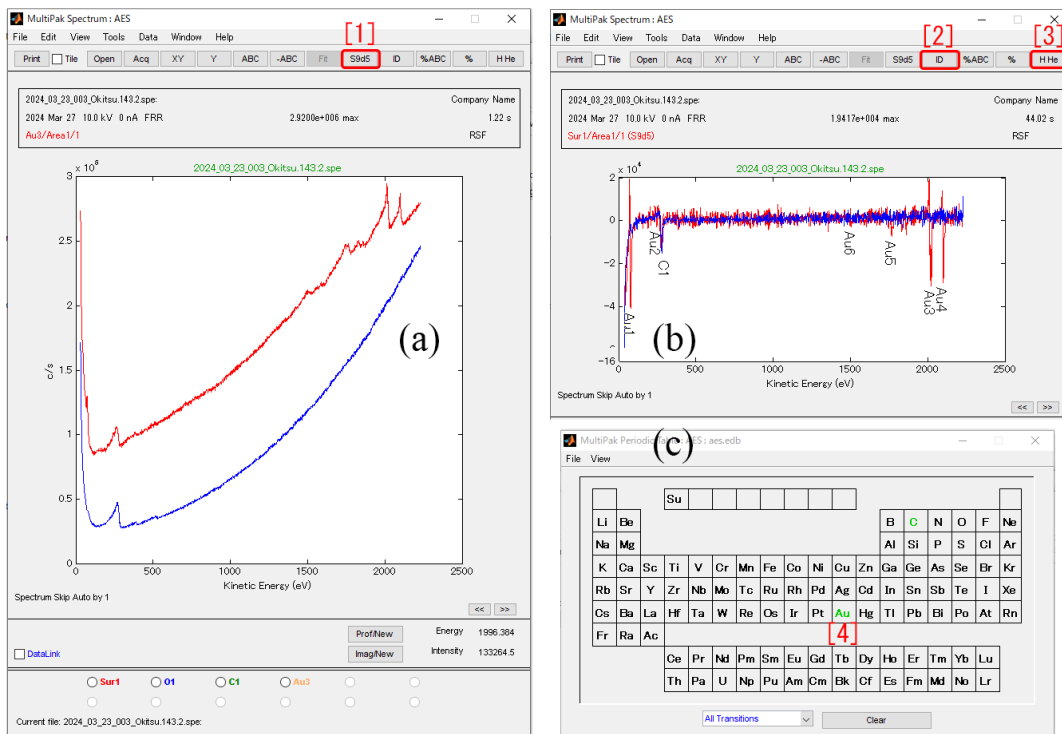 MultiPak Spectrum : AES
File Edit View Tools Data Window Help
[1]
Print Tile Open Acq XY Y ABC -ABC Fit S9d5 ID %ABC % H He
2024_03_23_003_Okitsu.143.2.spe: Company Name
2024 Mar 27 10.0 kV 0 nA FRR 2.9200e+006 max 1.22 s
Au3/Area1/1 RSF
2024_03_23_003_Okitsu.143.2.spe
× 10⁶
3
2.5
2
1.5
1
0.5
0
c/s
(a)
0 500 1000 1500 2000 2500
Kinetic Energy (eV)
Spectrum Skip Auto by 1
<< >>
Prof/New Energy 1996.384
Imag/New Intensity 133264.5
DataLink
Sur1 O1 C1 Au3
Current file: 2024_03_23_003_Okitsu.143.2.spe:
MultiPak Spectrum : AES
File Edit View Tools Data Window Help
[2] [3]
Print Tile Open Acq XY Y ABC -ABC Fit S9d5 ID %ABC % H He
2024_03_23_003_Okitsu.143.2.spe: Company Name
2024 Mar 27 10.0 kV 0 nA FRR 1.9417e+004 max 44.02 s
Sur1/Area1/1 (S9d5) RSF
2024_03_23_003_Okitsu.143.2.spe
× 10⁴
2
0
-2
-4
-16
Au1 Au2 C1 Au6 Au5 Au3 Au4
(b)
0 500 1000 1500 2000 2500
Kinetic Energy (eV)
Spectrum Skip Auto by 1
<< >>
(c)
MultiPak Periodic Table : AES : aes.edb
File View
Su
Li Be B C N O F Ne
Na Mg Al Si P S Cl Ar
K Ca Sc Ti V Cr Mn Fe Co Ni Cu Zn Ga Ge As Se Br Kr
Rb Sr Y Zr Nb Mo Tc Ru Rh Pd Ag Cd In Sn Sb Te I Xe
Cs Ba La Hf Ta W Re Os Ir Pt Au Hg Tl Pb Bi Po At Rn
Fr Ra Ac
[4]
Ce Pr Nd Pm Sm Eu Gd Tb Dy Ho Er Tm Yb Lu
Th Pa U Np Pu Am Cm Bk Cf Es Fm Md No Lr
All Transitions Clear